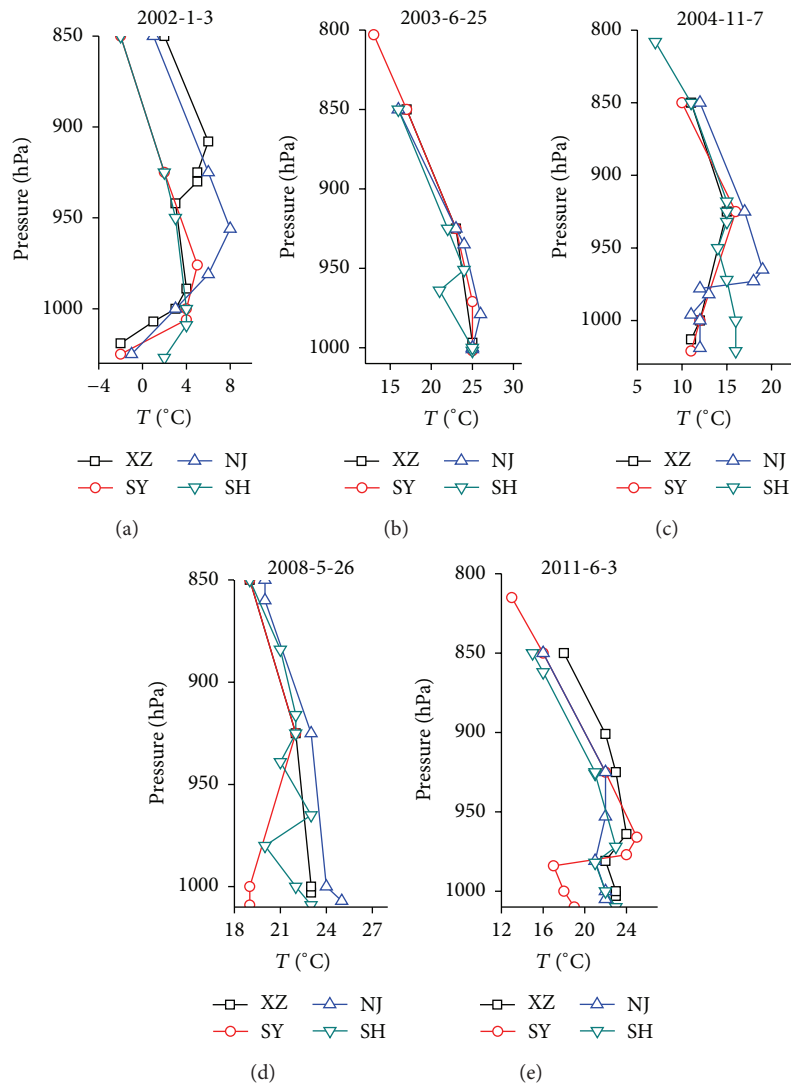 2002-1-3
850
900
950
1000
Pressure (hPa)
−4 0 4 8
T (°C)
XZ NJ
SY SH
(a)
2003-6-25
800
850
900
950
1000
Pressure (hPa)
15 20 25 30
T (°C)
XZ NJ
SY SH
(b)
2004-11-7
800
850
900
950
1000
Pressure (hPa)
5 10 15 20
T (°C)
XZ NJ
SY SH
(c)
2008-5-26
850
900
950
1000
Pressure (hPa)
18 21 24 27
T (°C)
XZ NJ
SY SH
(d)
2011-6-3
800
850
900
950
1000
Pressure (hPa)
12 16 20 24
T (°C)
XZ NJ
SY SH
(e)